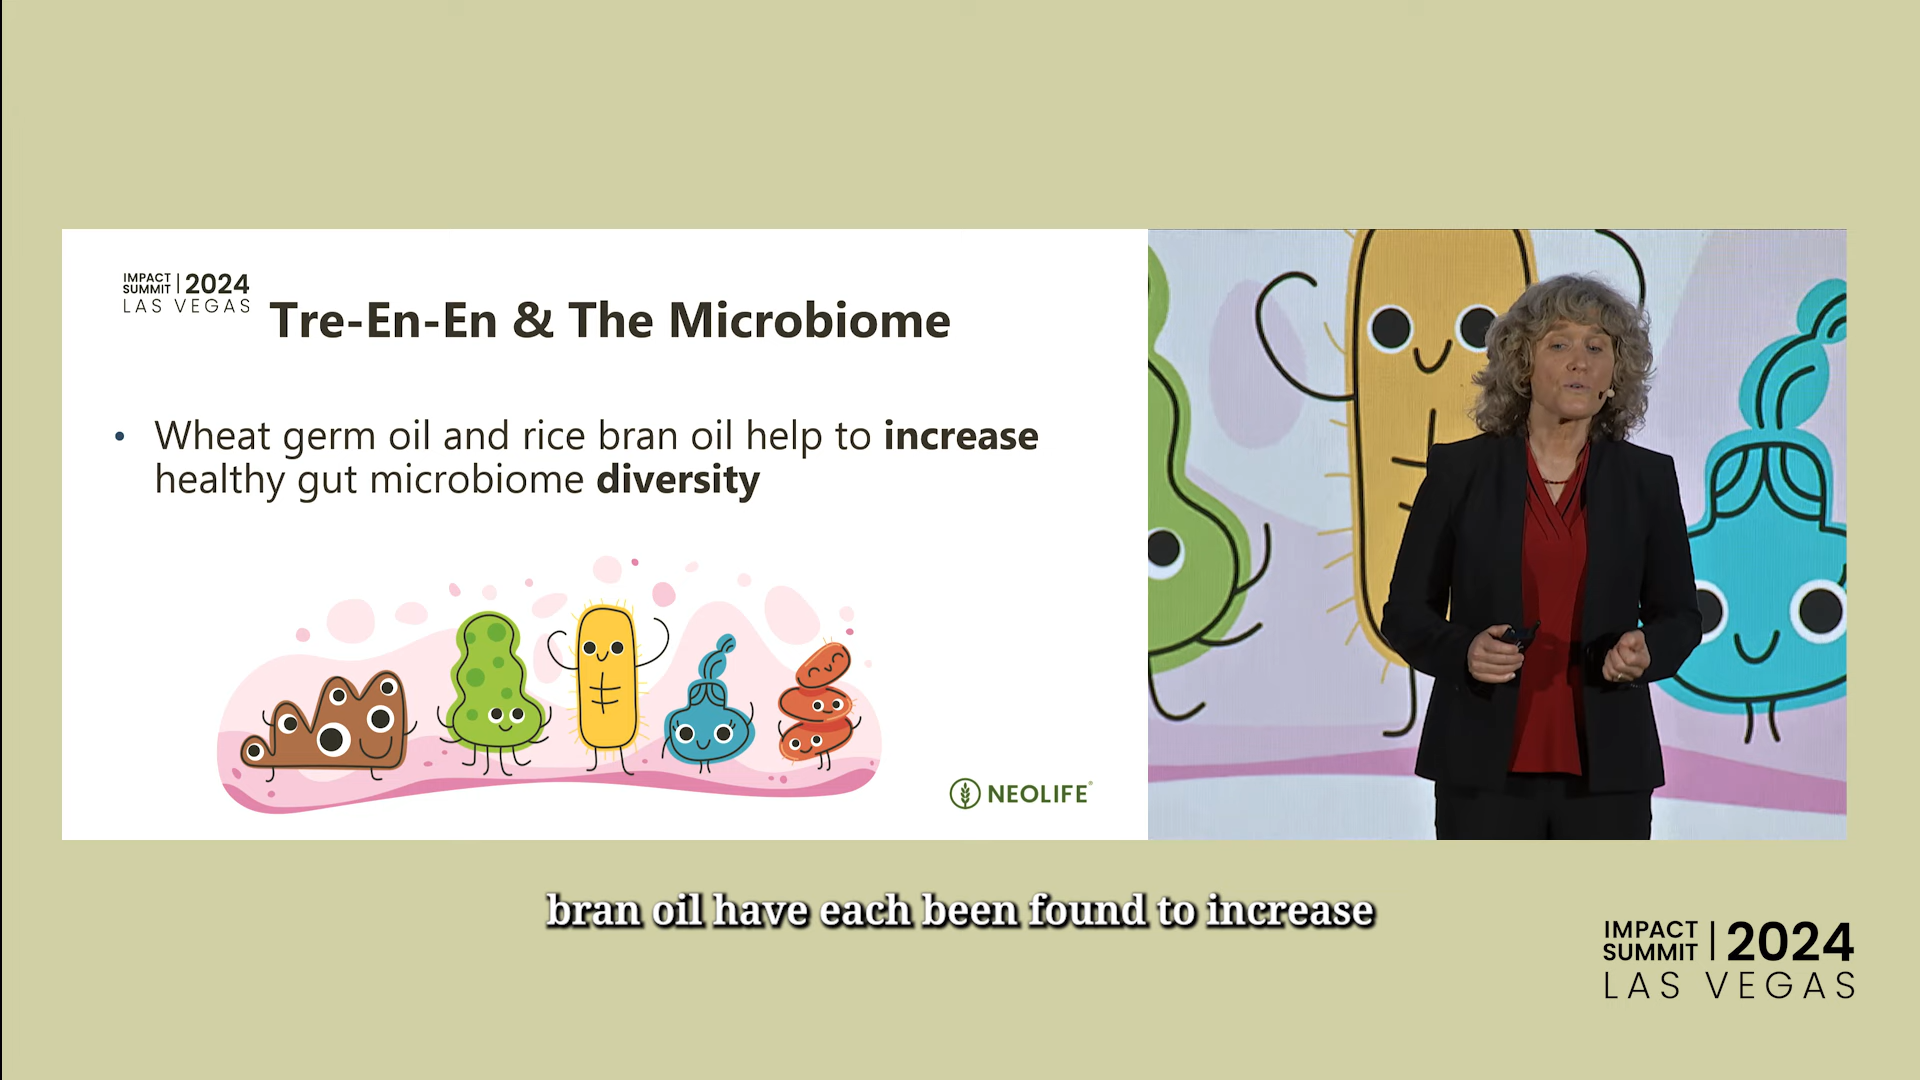 IMPACT SUMMIT | 2024
LAS VEGAS
Tre-En-En & The Microbiome
• Wheat germ oil and rice bran oil help to increase
healthy gut microbiome diversity
NEOLIFE®
bran oil have each been found to increase
IMPACT SUMMIT | 2024
LAS VEGAS